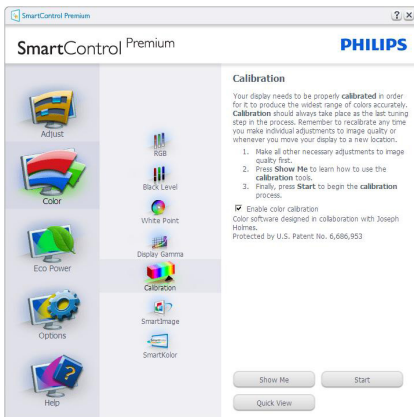 SmartControl Premium
? x
SmartControl Premium
PHILIPS
Adjust
Color
Eco Power
Options
Help
RGB
Black Level
White Point
Display Gamma
Calibration
SmartImage
SmartKolor
Calibration
Your display needs to be properly calibrated in order
for it to produce the widest range of colors accurately.
Calibration should always take place as the last tuning
step in the process. Remember to recalibrate any time
you make individual adjustments to image quality or
whenever you move your display to a new location.
1. Make all other necessary adjustments to image
quality first.
2. Press Show Me to learn how to use the
calibration tools.
3. Finally, press Start to begin the calibration
process.
Enable color calibration
Color software designed in collaboration with Joseph
Holmes.
Protected by U.S. Patent No. 6,686,953
Show Me
Start
Quick View